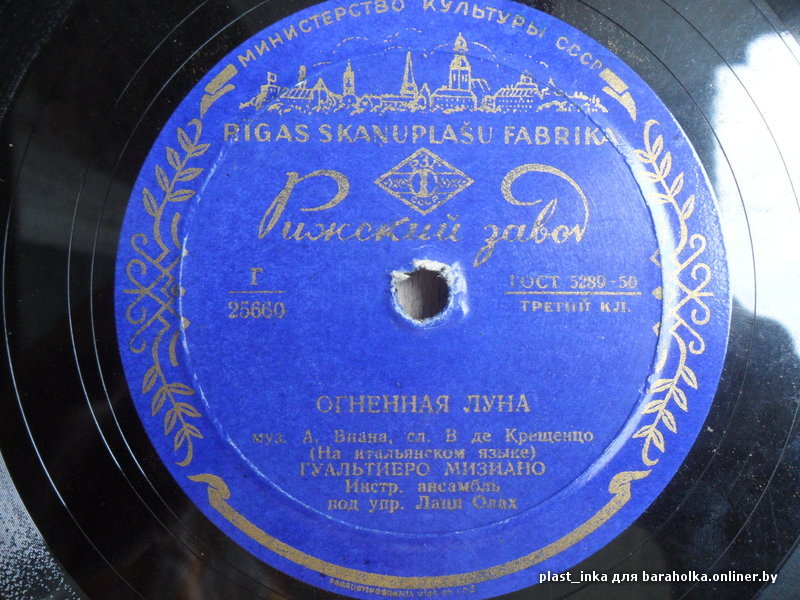 МИНИСТЕРСТВО КУЛЬТУРЫ СССР
RIGAS SKAŅUPLAŠU FABRIKA
Рижский завод
Г
25660
ГОСТ 5289-50
ТРЕТИЙ КЛ.
ОГНЕННАЯ ЛУНА
муз. А. Виана, сл. В де Крещенцо
(На итальянском языке)
ГУАЛЬТИЕРО МИЗИАНО
Инстр. ансамбль
под упр. Лаци Олах
plast_inka для baraholka.onliner.by